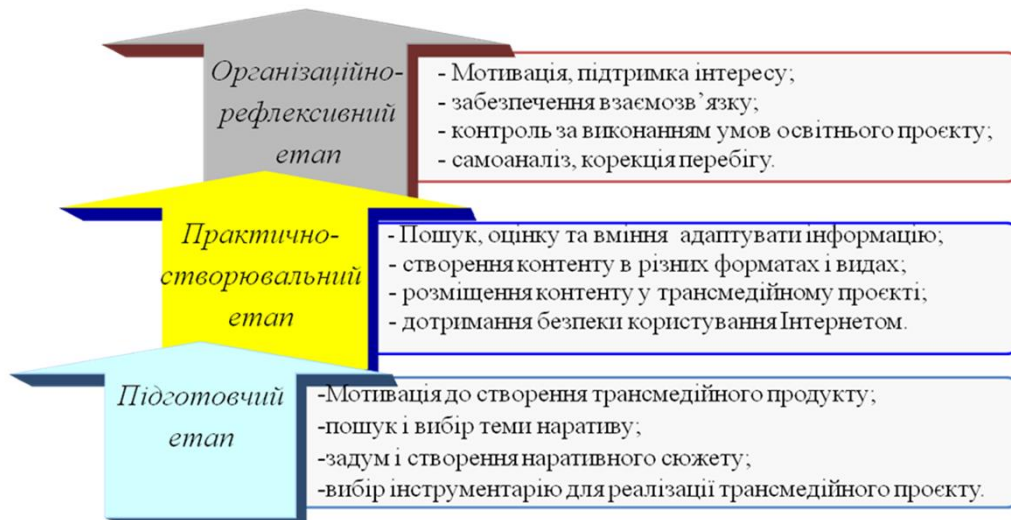 Організаційно-
рефлексивний
етап
- Мотивація, підтримка інтересу;
- забезпечення взаємозв’язку;
- контроль за виконанням умов освітнього проєкту;
- самоаналіз, корекція перебігу.
Практично-
створювальний
етап
- Пошук, оцінку та вміння адаптувати інформацію;
- створення контенту в різних форматах і видах;
- розміщення контенту у трансмедійному проєкті;
- дотримання безпеки користування Інтернетом.
Підготовчий
етап
-Мотивація до створення трансмедійного продукту;
-пошук і вибір теми наративу;
-задум і створення наративного сюжету;
-вибір інструментарію для реалізації трансмедійного проєкту.